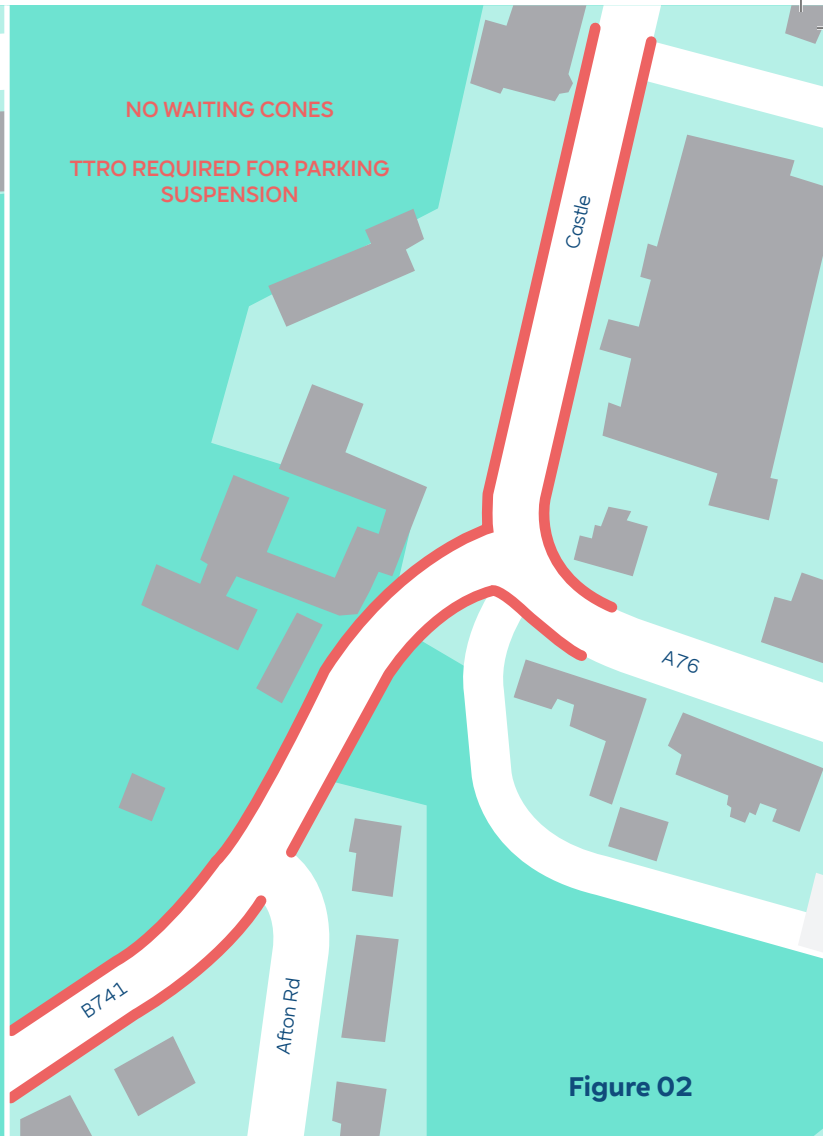 NO WAITING CONES
TTRO REQUIRED FOR PARKING
SUSPENSION
Castle
A76
B741
Afton Rd
Figure 02